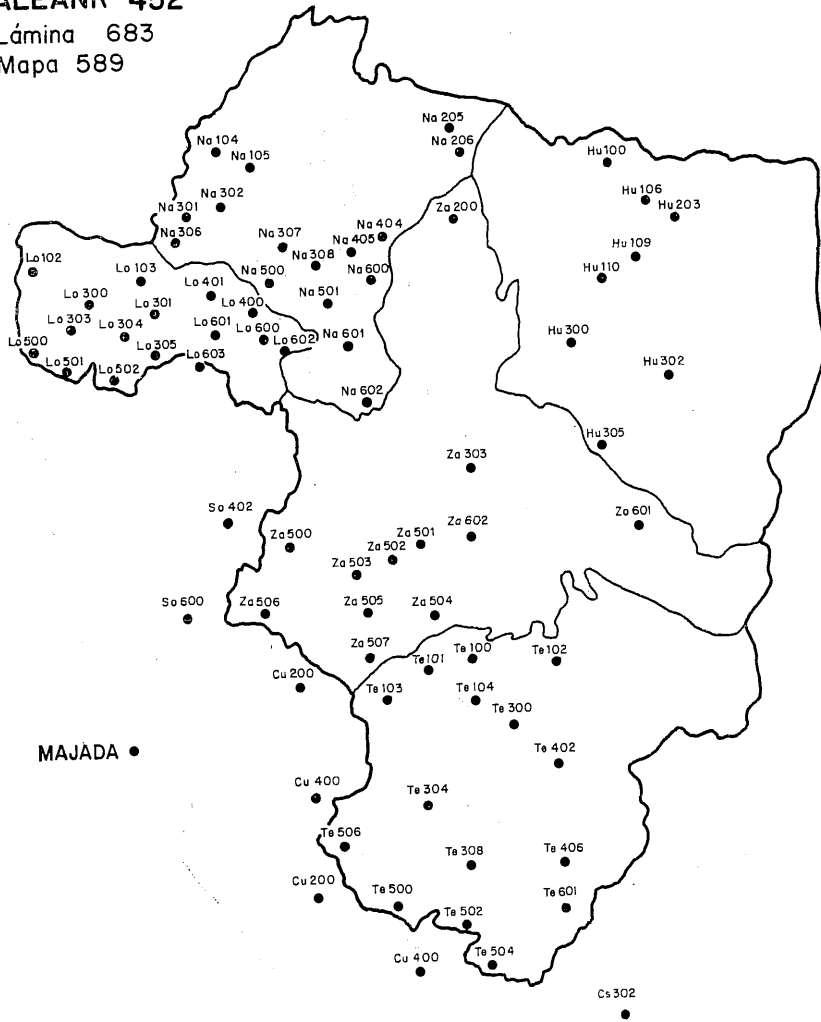 ALEANR 452
Lámina 683
Mapa 589
Na 205
Na 104
Na 206
Na 105
Hu 100
Hu 106
Hu 203
Na 302
Na 301
Na 306
Za 200
Na 404
Na 307
Na 405
Na 308
Hu 109
Hu 110
Lo 102
Lo 103
Lo 401
Na 500
Na 600
Lo 300
Lo 301
Lo 400
Na 501
Lo 303
Lo 304
Lo 601
Lo 600
Lo 602
Na 601
Hu 300
Lo 500
Lo 305
Lo 501
Lo 502
Lo 603
Hu 302
Na 602
Hu 305
Za 303
So 402
Za 500
Za 501
Za 602
Za 601
Za 502
Za 503
So 600
Za 506
Za 505
Za 504
Za 507
Te 101
Te 100
Te 102
Cu 200
Te 103
Te 104
Te 300
MAJADA
Te 402
Cu 400
Te 304
Te 506
Te 308
Te 406
Cu 200
Te 500
Te 601
Te 502
Cu 400
Te 504
Cs 302